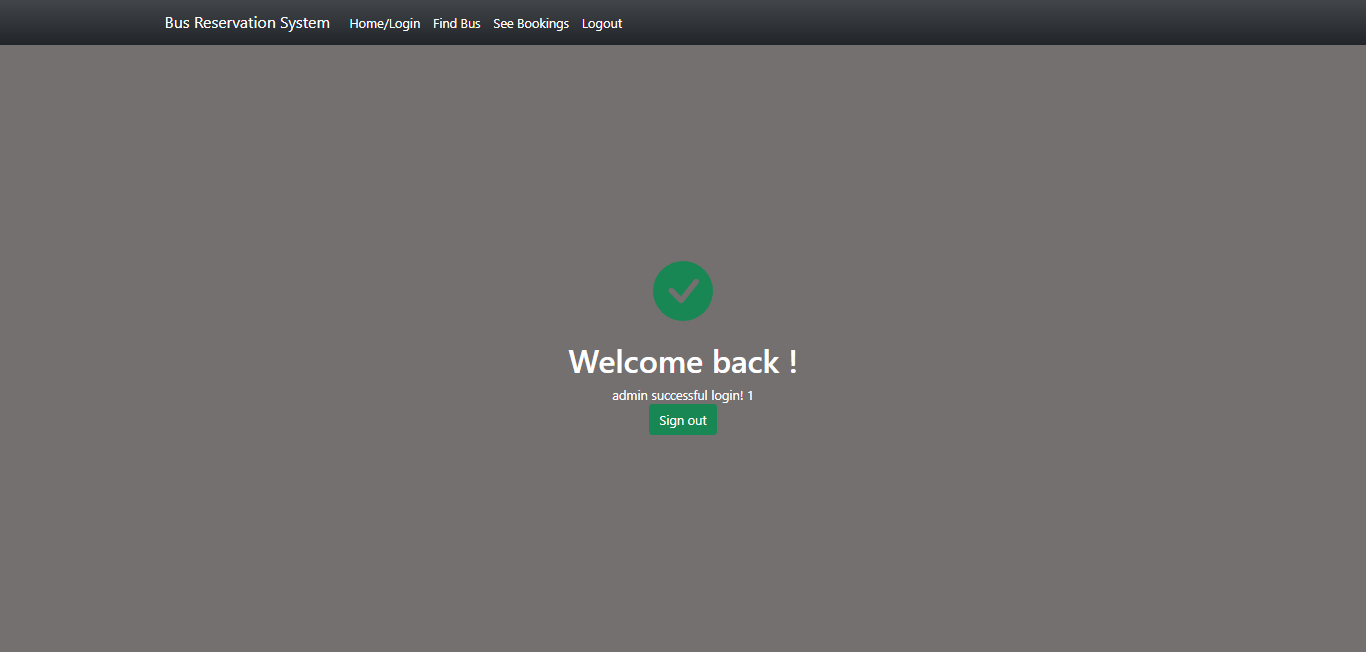 Bus Reservation System Home/Login Find Bus See Bookings Logout
Welcome back !
admin successful login! 1
Sign out